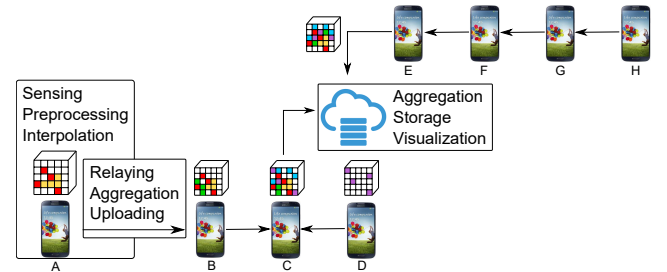 E
F
G
H
Sensing
Preprocessing
Interpolation
Aggregation
Storage
Visualization
Relaying
Aggregation
Uploading
A
B
C
D